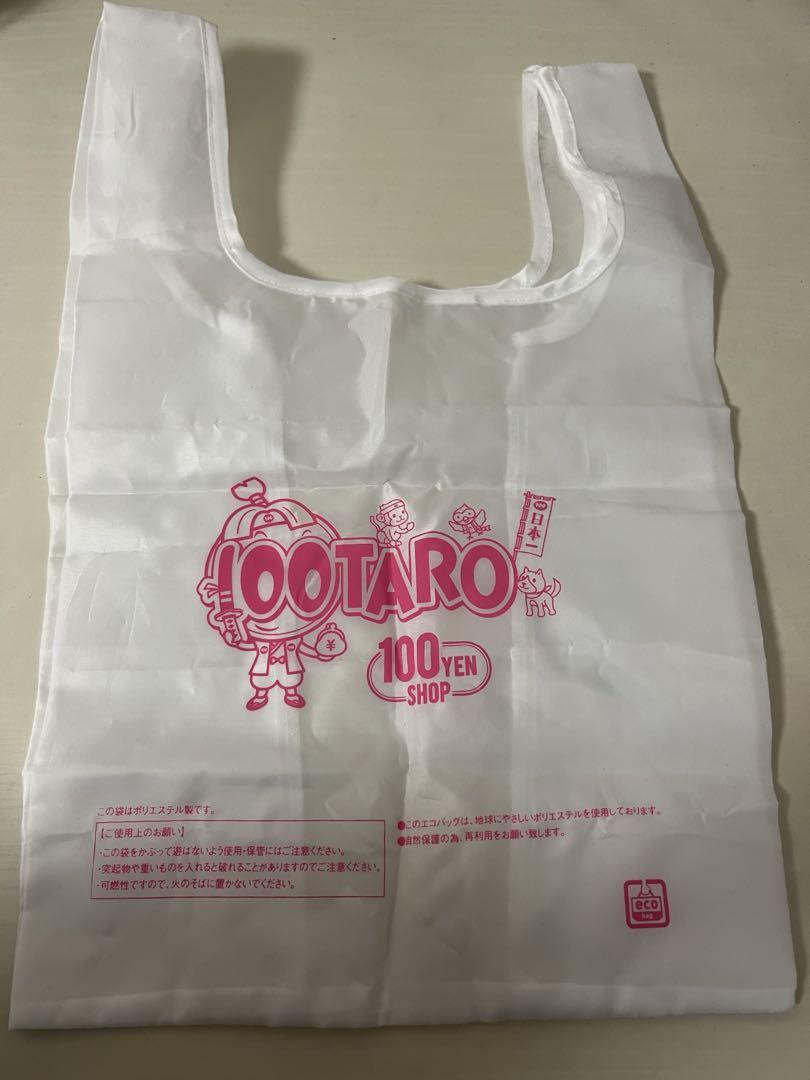 日本一
100TARO
¥
100YEN
SHOP
この袋はポリエステル製です。
【ご使用上のお願い】
・この袋をかぶって遊ばないよう使用・保管にはご注意ください。
・突起物や重いものを入れると破れることがありますのでご注意ください。
・可燃性ですので、火のそばに置かないでください。
●このエコバッグは、地球にやさしいポリエステルを使用しております。
●自然保護の為、再利用をお願い致します。
eco
bag